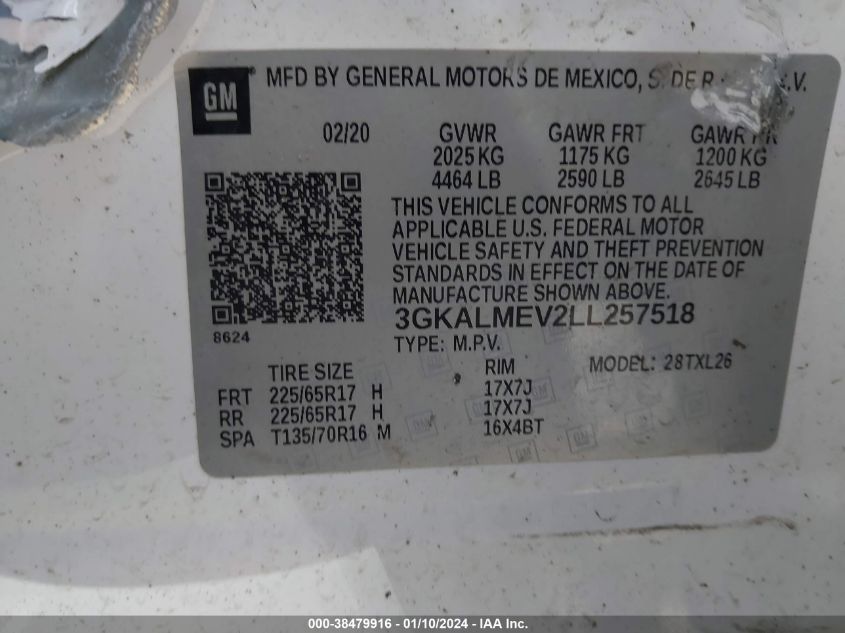 GM
MFD BY GENERAL MOTORS DE MEXICO, S. DE R .V.
02/20
GVWR GAWR FRT GAWR RR
2025 KG 1175 KG 1200 KG
4464 LB 2590 LB 2645 LB
THIS VEHICLE CONFORMS TO ALL
APPLICABLE U.S. FEDERAL MOTOR
VEHICLE SAFETY AND THEFT PREVENTION
STANDARDS IN EFFECT ON THE DATE OF
MANUFACTURE SHOWN ABOVE.
3GKALMEV2LL257518
8624
TYPE: M.P.V.
MODEL: 28TXL26
TIRE SIZE RIM
FRT 225/65R17 H 17X7J
RR 225/65R17 H 17X7J
SPA T135/70R16 M 16X4BT
000-38479916 - 01/10/2024 - IAA Inc.